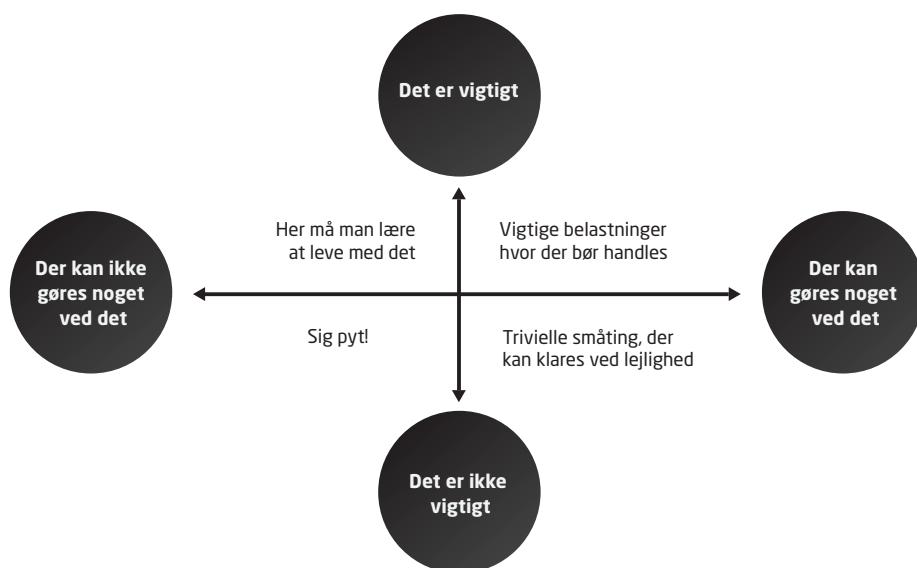 Det er vigtigt
Her må man lære
at leve med det
Vigtige belastninger
hvor der bør handles
Der kan ikke
gøres noget
ved det
Der kan
gøres noget
ved det
Sig pyt!
Trivielle småting, der
kan klares ved lejlighed
Det er ikke
vigtigt